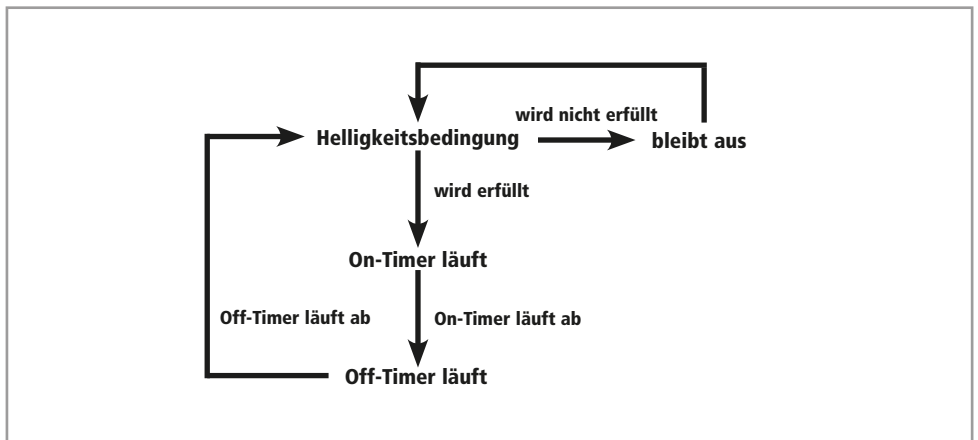 wird nicht erfüllt
Helligkeitsbedingung
bleibt aus
wird erfüllt
On-Timer läuft
Off-Timer läuft ab
On-Timer läuft ab
Off-Timer läuft